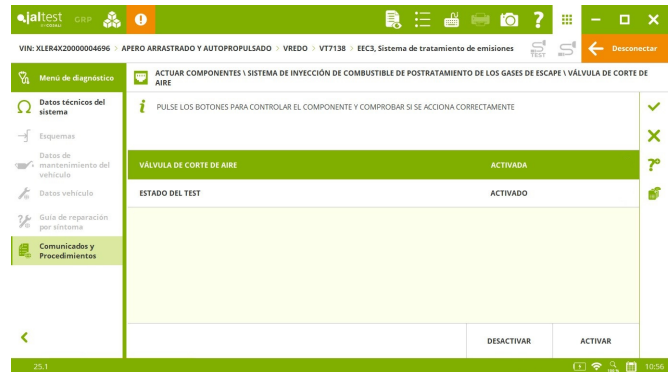 jaltest GRP
VIN: XLER4X20000004696 > APERO ARRASTRADO Y AUTOPROPULSADO > VREDO > VT7138 > EEC3, Sistema de tratamiento de emisiones
TEST
Desconectar
Menú de diagnóstico
ACTUAR COMPONENTES \ SISTEMA DE INYECCIÓN DE COMBUSTIBLE DE POSTRATAMIENTO DE LOS GASES DE ESCAPE \ VÁLVULA DE CORTE DE
AIRE
Datos técnicos del
sistema
PULSE LOS BOTONES PARA CONTROLAR EL COMPONENTE Y COMPROBAR SI SE ACCIONA CORRECTAMENTE
Esquemas
Datos de
mantenimiento del
vehículo
VÁLVULA DE CORTE DE AIRE ACTIVADA
Datos vehículo
ESTADO DEL TEST ACTIVADO
Guía de reparación
por síntoma
Comunicados y
Procedimientos
DESACTIVAR ACTIVAR
25.1
10:56